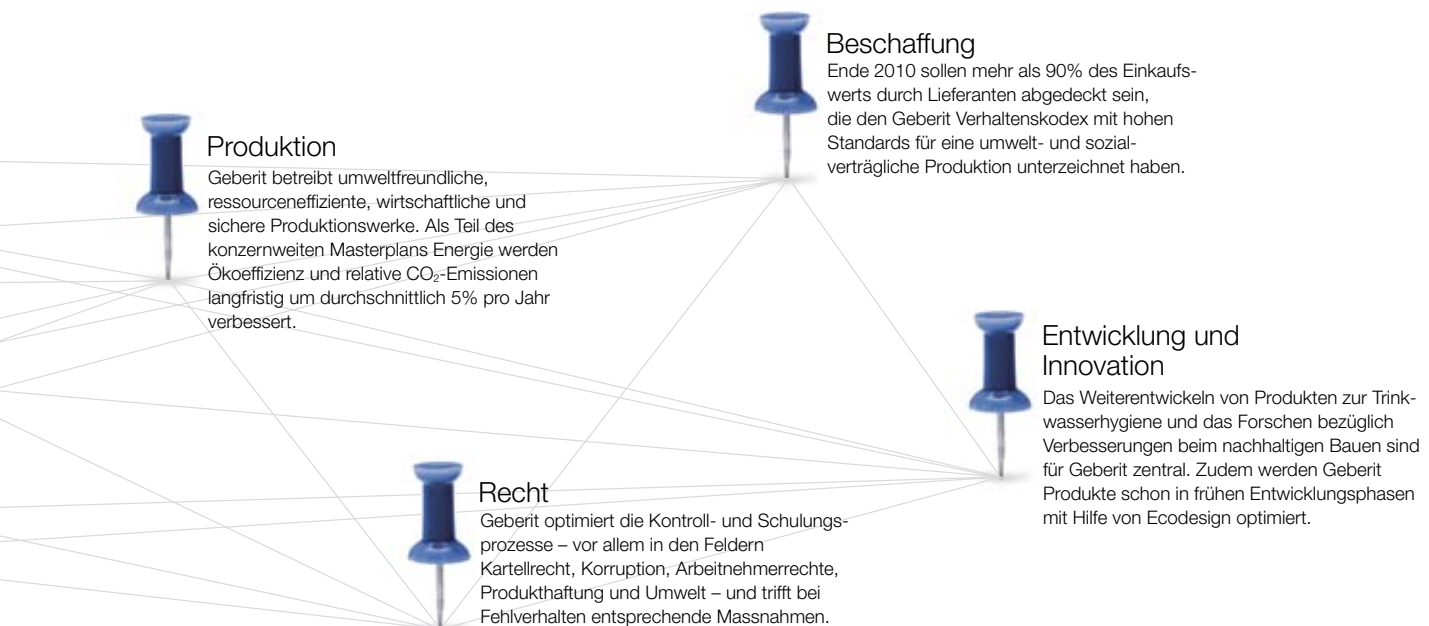 Beschaffung
Ende 2010 sollen mehr als 90% des Einkaufs-
werts durch Lieferanten abgedeckt sein,
die den Geberit Verhaltenskodex mit hohen
Standards für eine umwelt- und sozial-
verträgliche Produktion unterzeichnet haben.
Produktion
Geberit betreibt umweltfreundliche,
ressourceneffiziente, wirtschaftliche und
sichere Produktionswerke. Als Teil des
konzernweiten Masterplans Energie werden
Ökoeffizienz und relative CO₂-Emissionen
langfristig um durchschnittlich 5% pro Jahr
verbessert.
Entwicklung und
Innovation
Das Weiterentwickeln von Produkten zur Trink-
wasserhygiene und das Forschen bezüglich
Verbesserungen beim nachhaltigen Bauen sind
für Geberit zentral. Zudem werden Geberit
Produkte schon in frühen Entwicklungsphasen
mit Hilfe von Ecodesign optimiert.
Recht
Geberit optimiert die Kontroll- und Schulungs-
prozesse – vor allem in den Feldern
Kartellrecht, Korruption, Arbeitnehmerrechte,
Produkthaftung und Umwelt – und trifft bei
Fehlverhalten entsprechende Massnahmen.